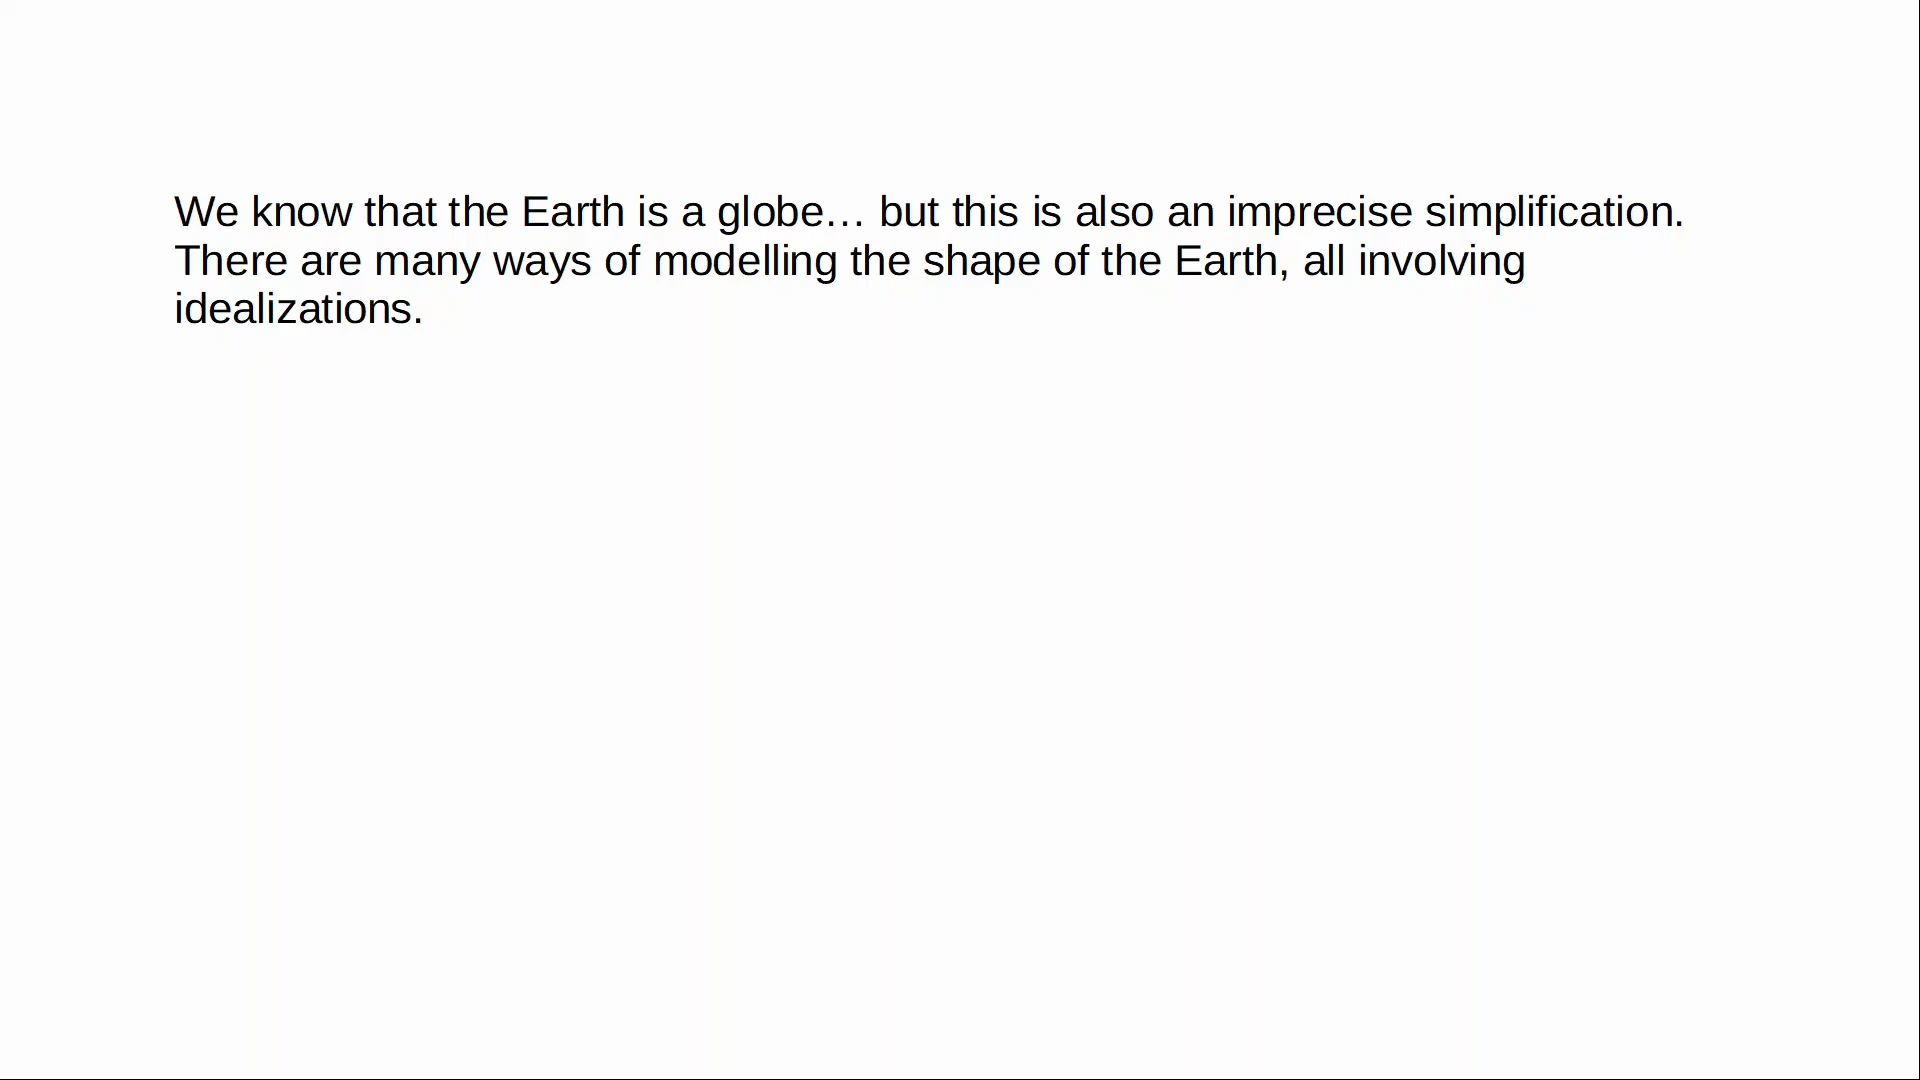 We know that the Earth is a globe… but this is also an imprecise simplification.
There are many ways of modelling the shape of the Earth, all involving
idealizations.